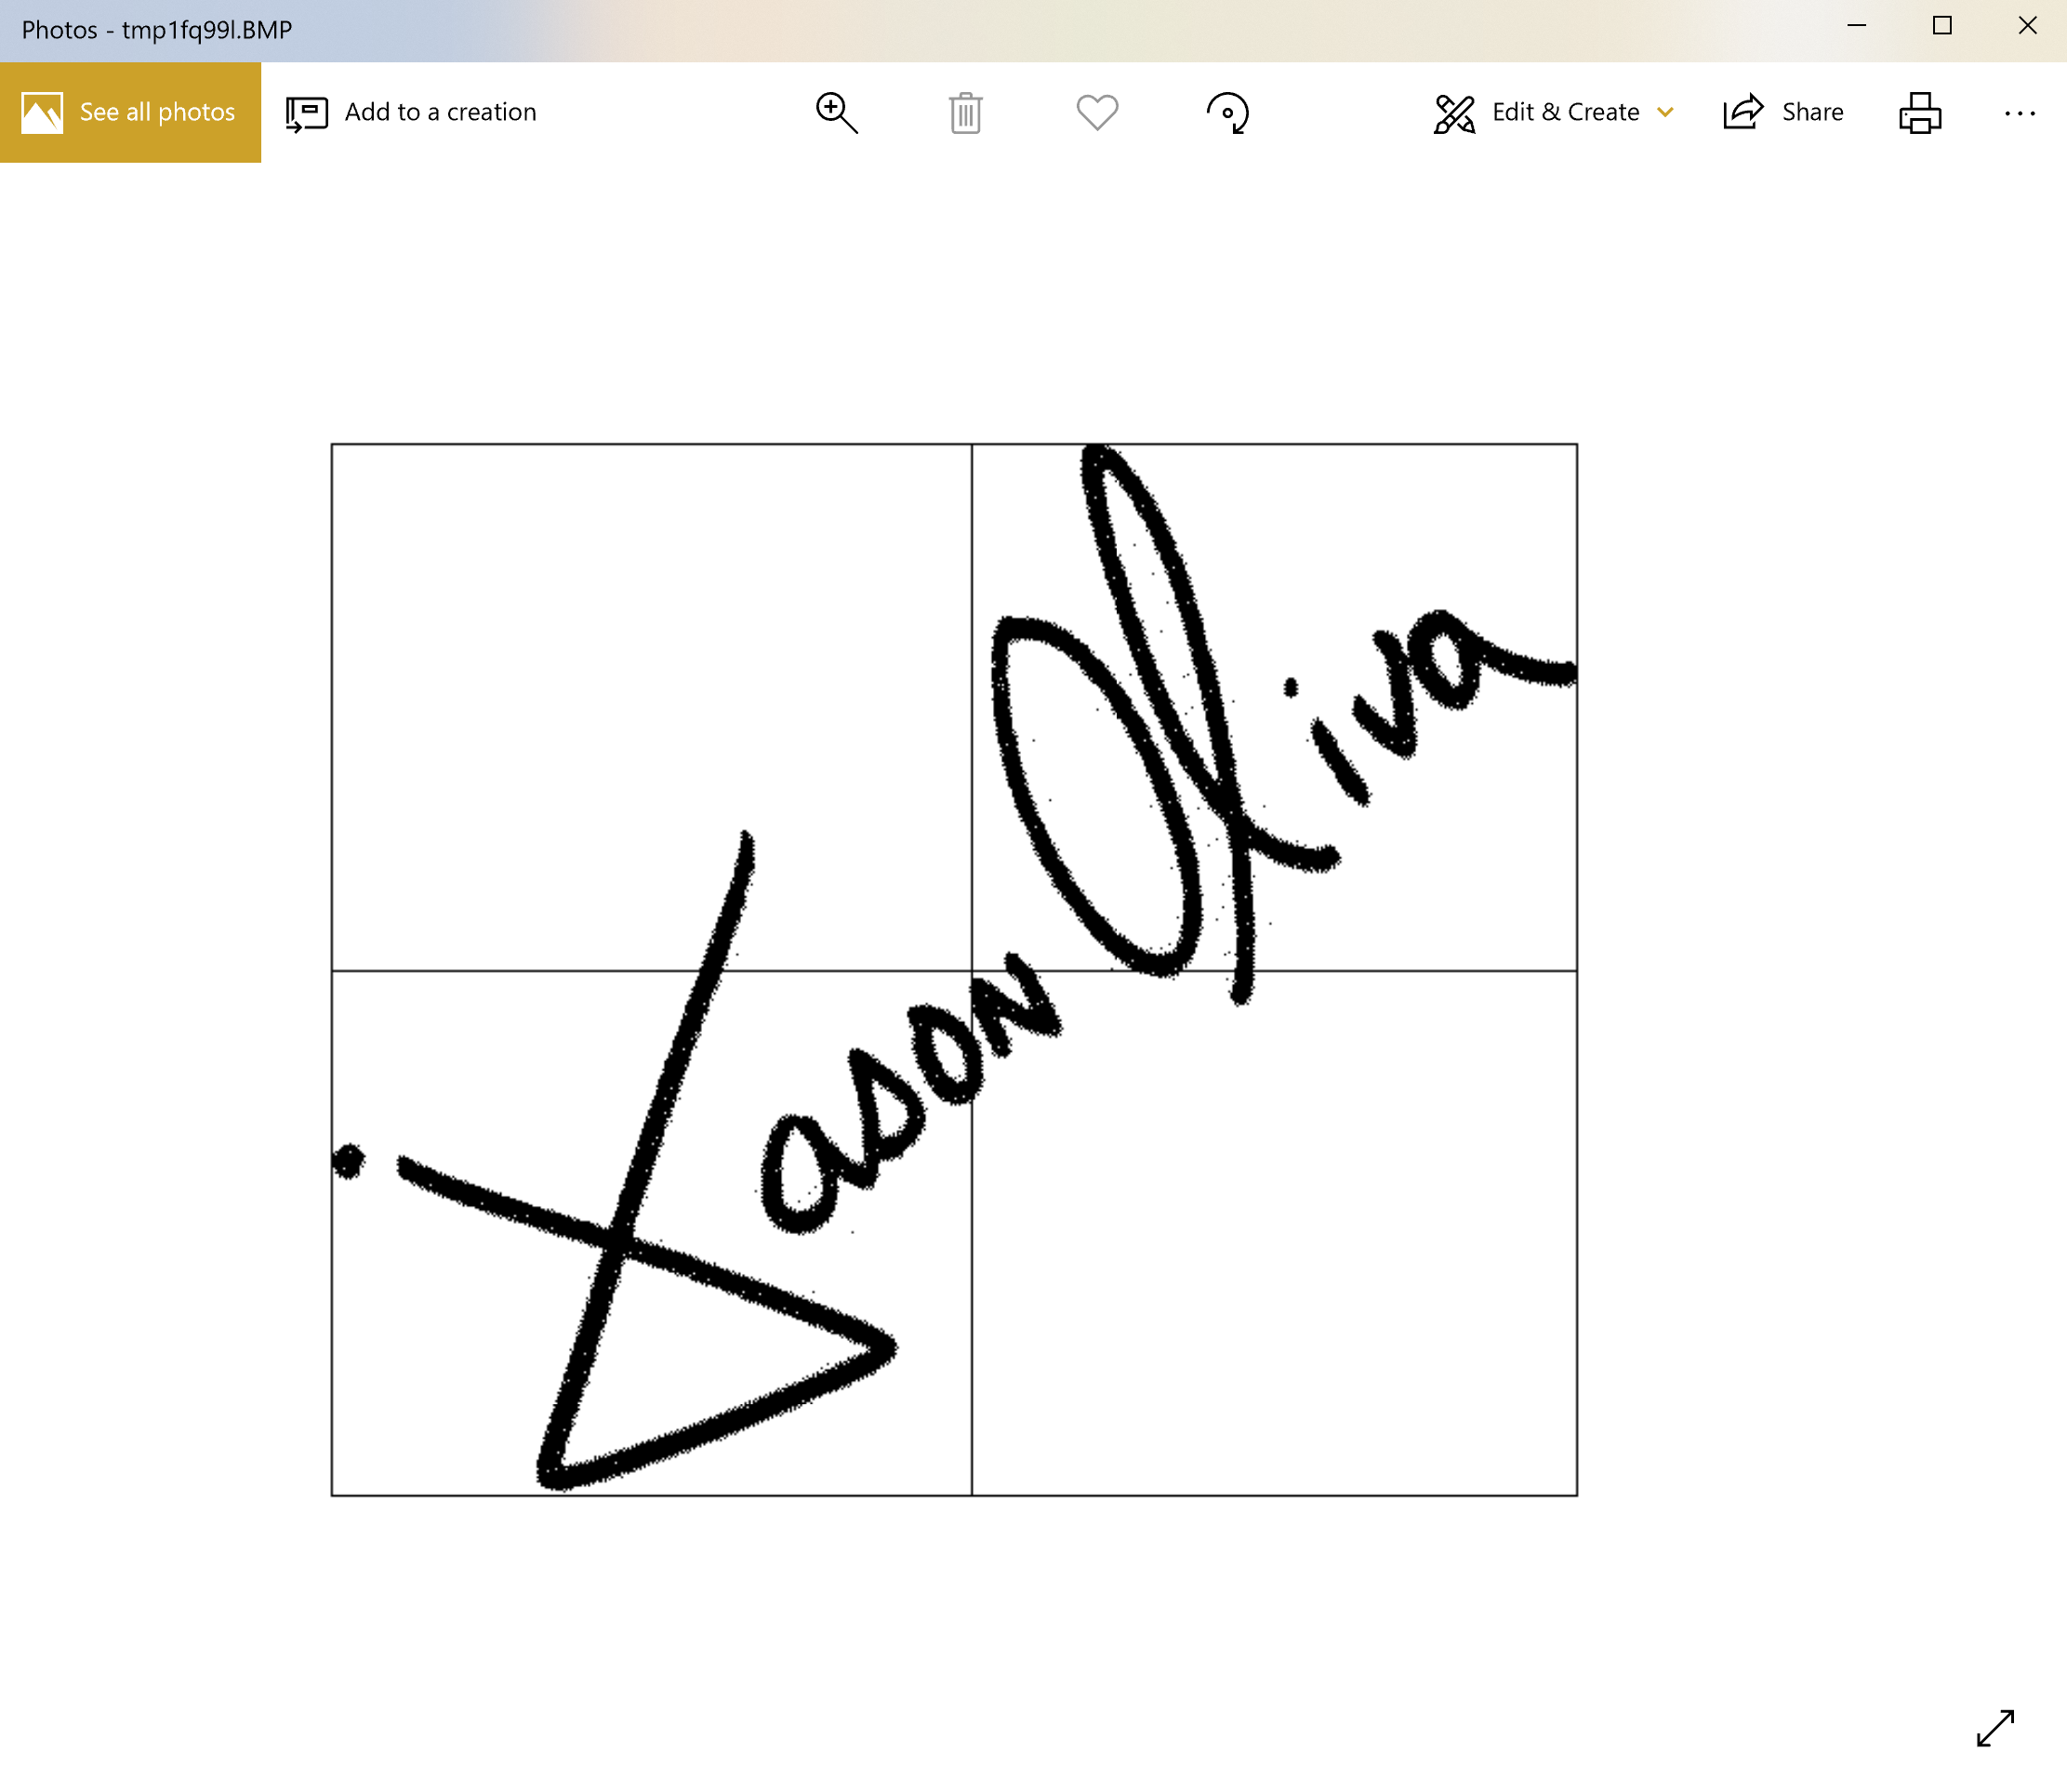 Photos - tmp1fq99l.BMP
See all photos
Add to a creation
Edit & Create
Share
Jason Oliva